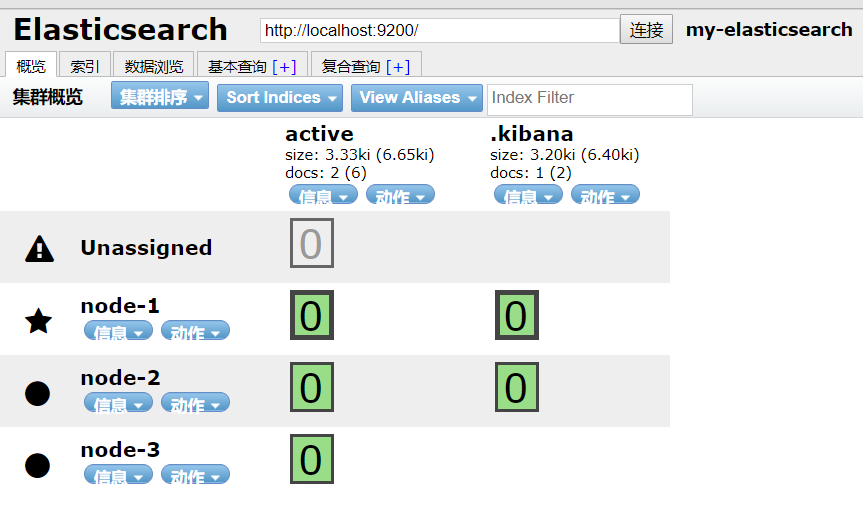 Elasticsearch http://localhost:9200/ 连接 my-elasticsearch
概览 索引 数据浏览 基本查询 [+] 复合查询 [+]
集群概览 集群排序 Sort Indices View Aliases Index Filter
active .kibana
size: 3.33ki (6.65ki) size: 3.20ki (6.40ki)
docs: 2 (6) docs: 1 (2)
信息 动作 信息 动作
Unassigned 0
node-1 0 0
信息 动作
node-2 0 0
信息 动作
node-3 0
信息 动作